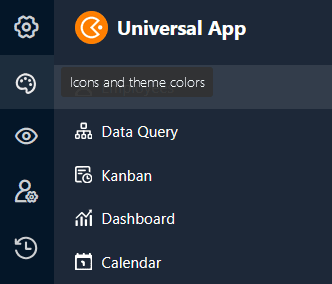 Universal App
Icons and theme colors
Data Query
Kanban
Dashboard
Calendar